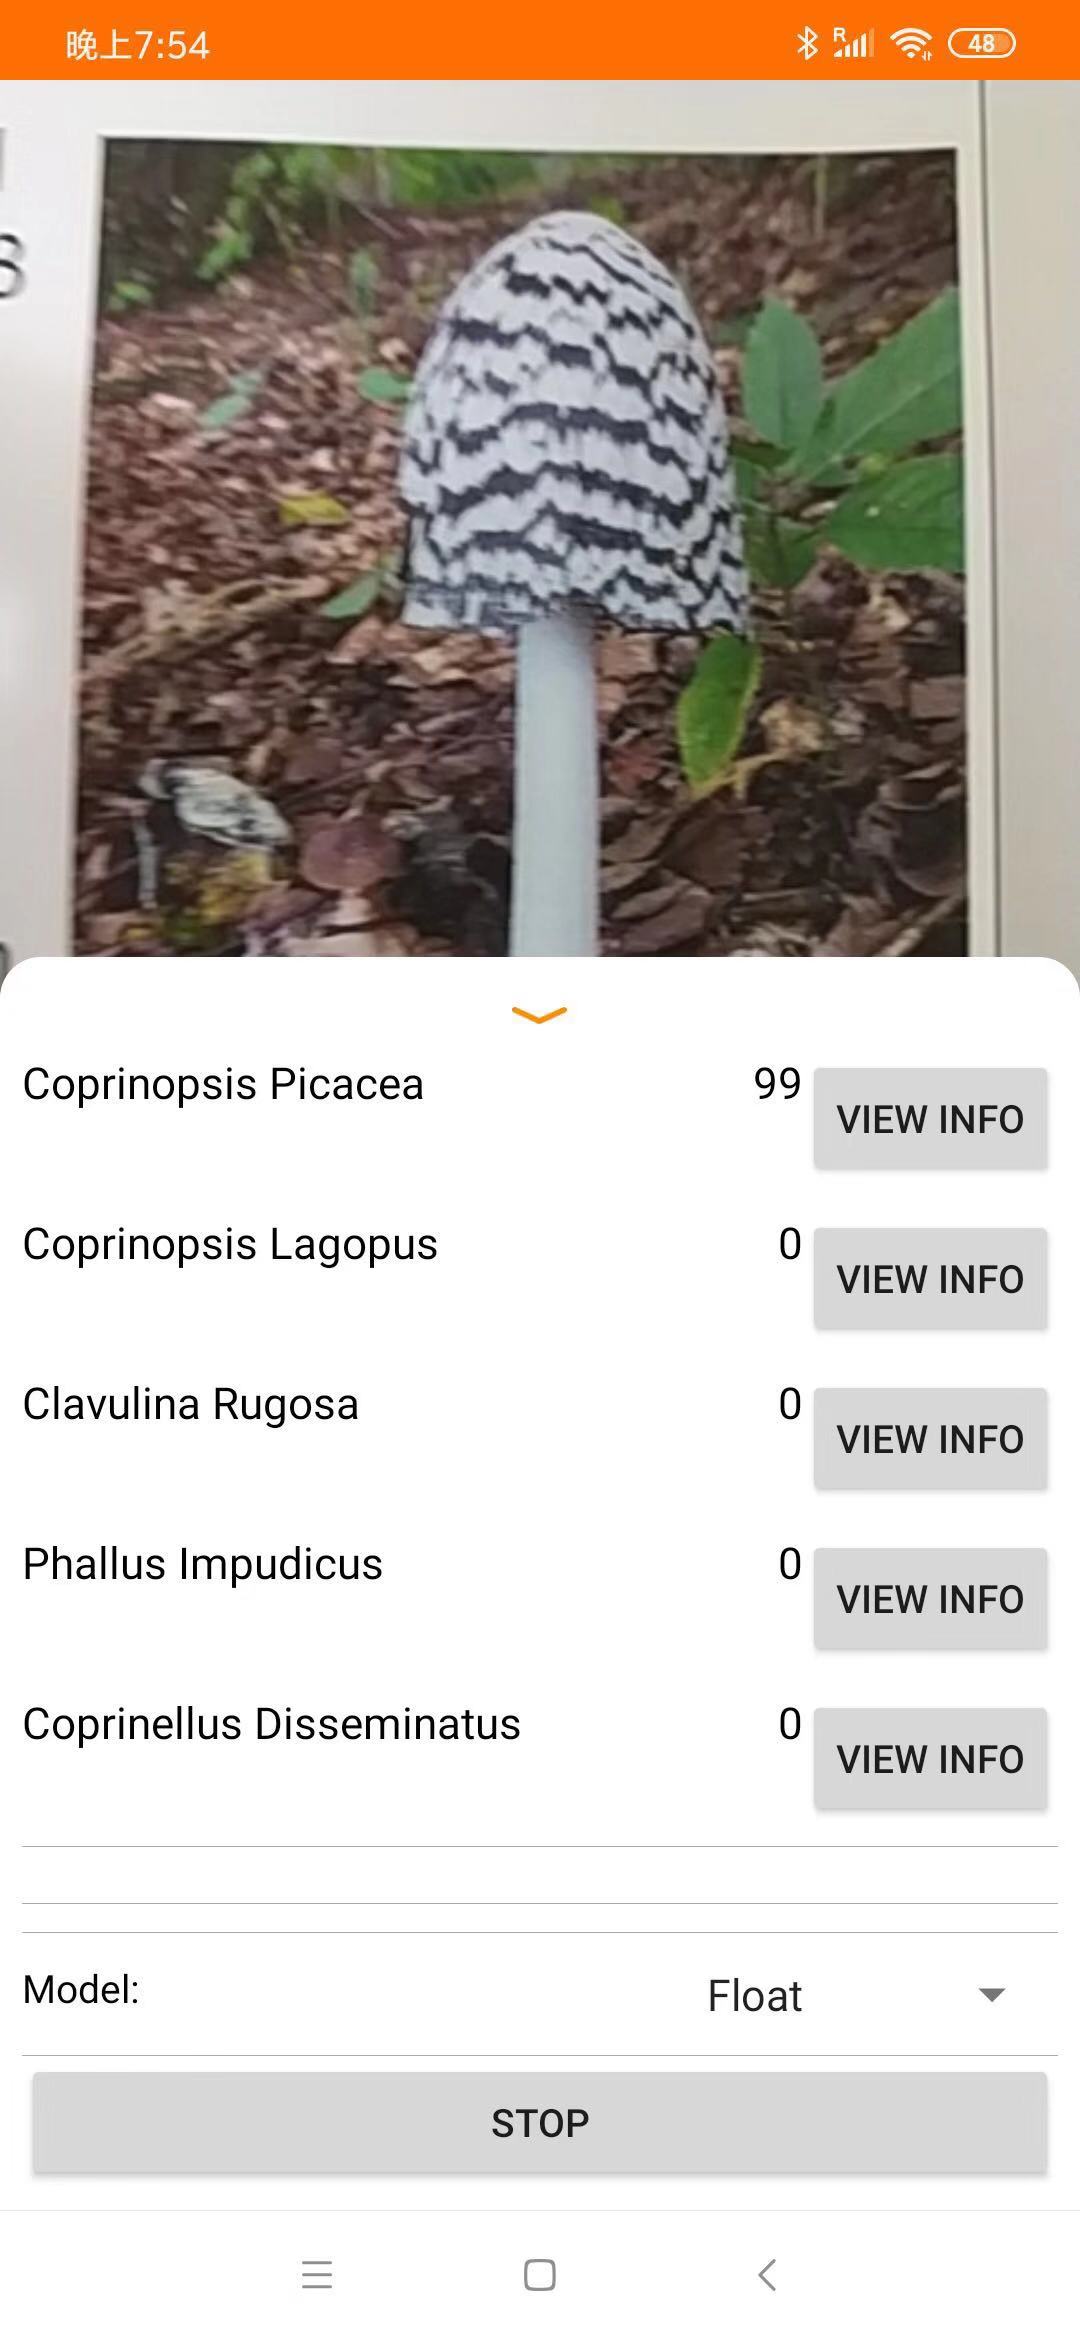 晚上7:54
R
48
S
Coprinopsis Picacea 99 VIEW INFO
Coprinopsis Lagopus 0 VIEW INFO
Clavulina Rugosa 0 VIEW INFO
Phallus Impudicus 0 VIEW INFO
Coprinellus Disseminatus 0 VIEW INFO
Model: Float
STOP